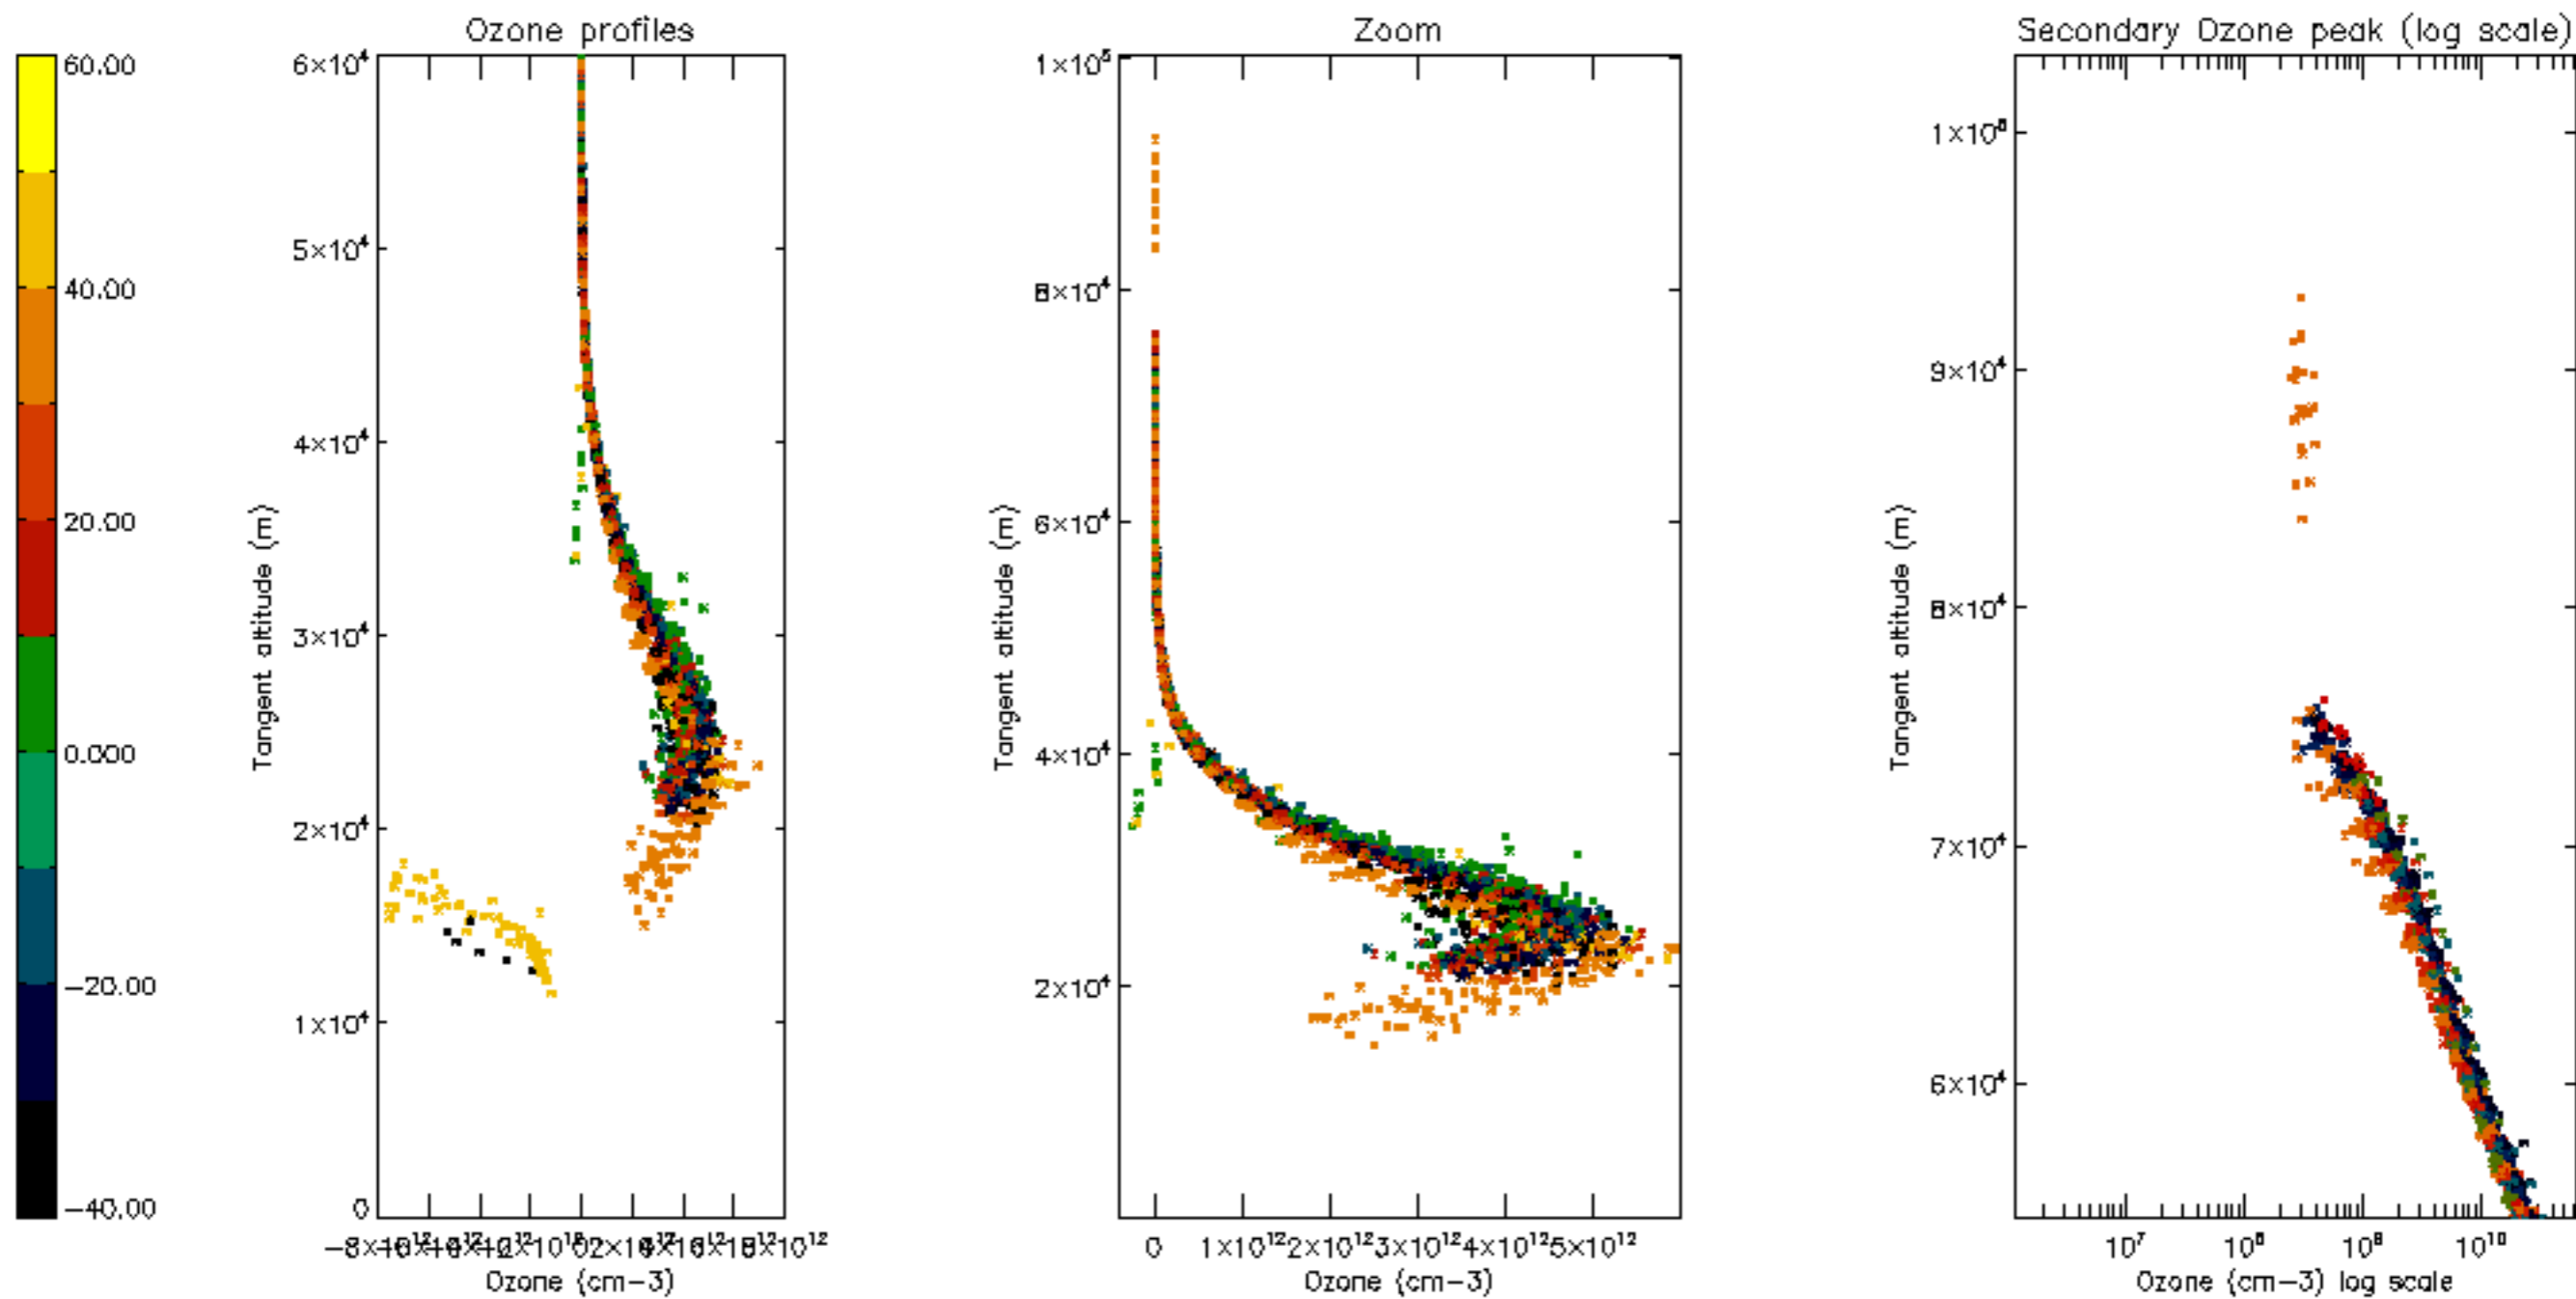 Ozone profiles
Zoom
Secondary Ozone peak (log scale)
60.00
40.00
20.00
0.000
-20.00
-40.00
6×10⁴
5×10⁴
4×10⁴
3×10⁴
2×10⁴
1×10⁴
0
Tangent altitude (m)
Ozone (cm-3)
1×10⁵
8×10⁴
6×10⁴
4×10⁴
2×10⁴
Tangent altitude (m)
0 1×10¹² 2×10¹² 3×10¹² 4×10¹² 5×10¹²
Ozone (cm-3)
9×10⁴
8×10⁴
7×10⁴
6×10⁴
Tangent altitude (m)
10⁷ 10⁸ 10⁹ 10¹⁰
Ozone (cm-3) log scale